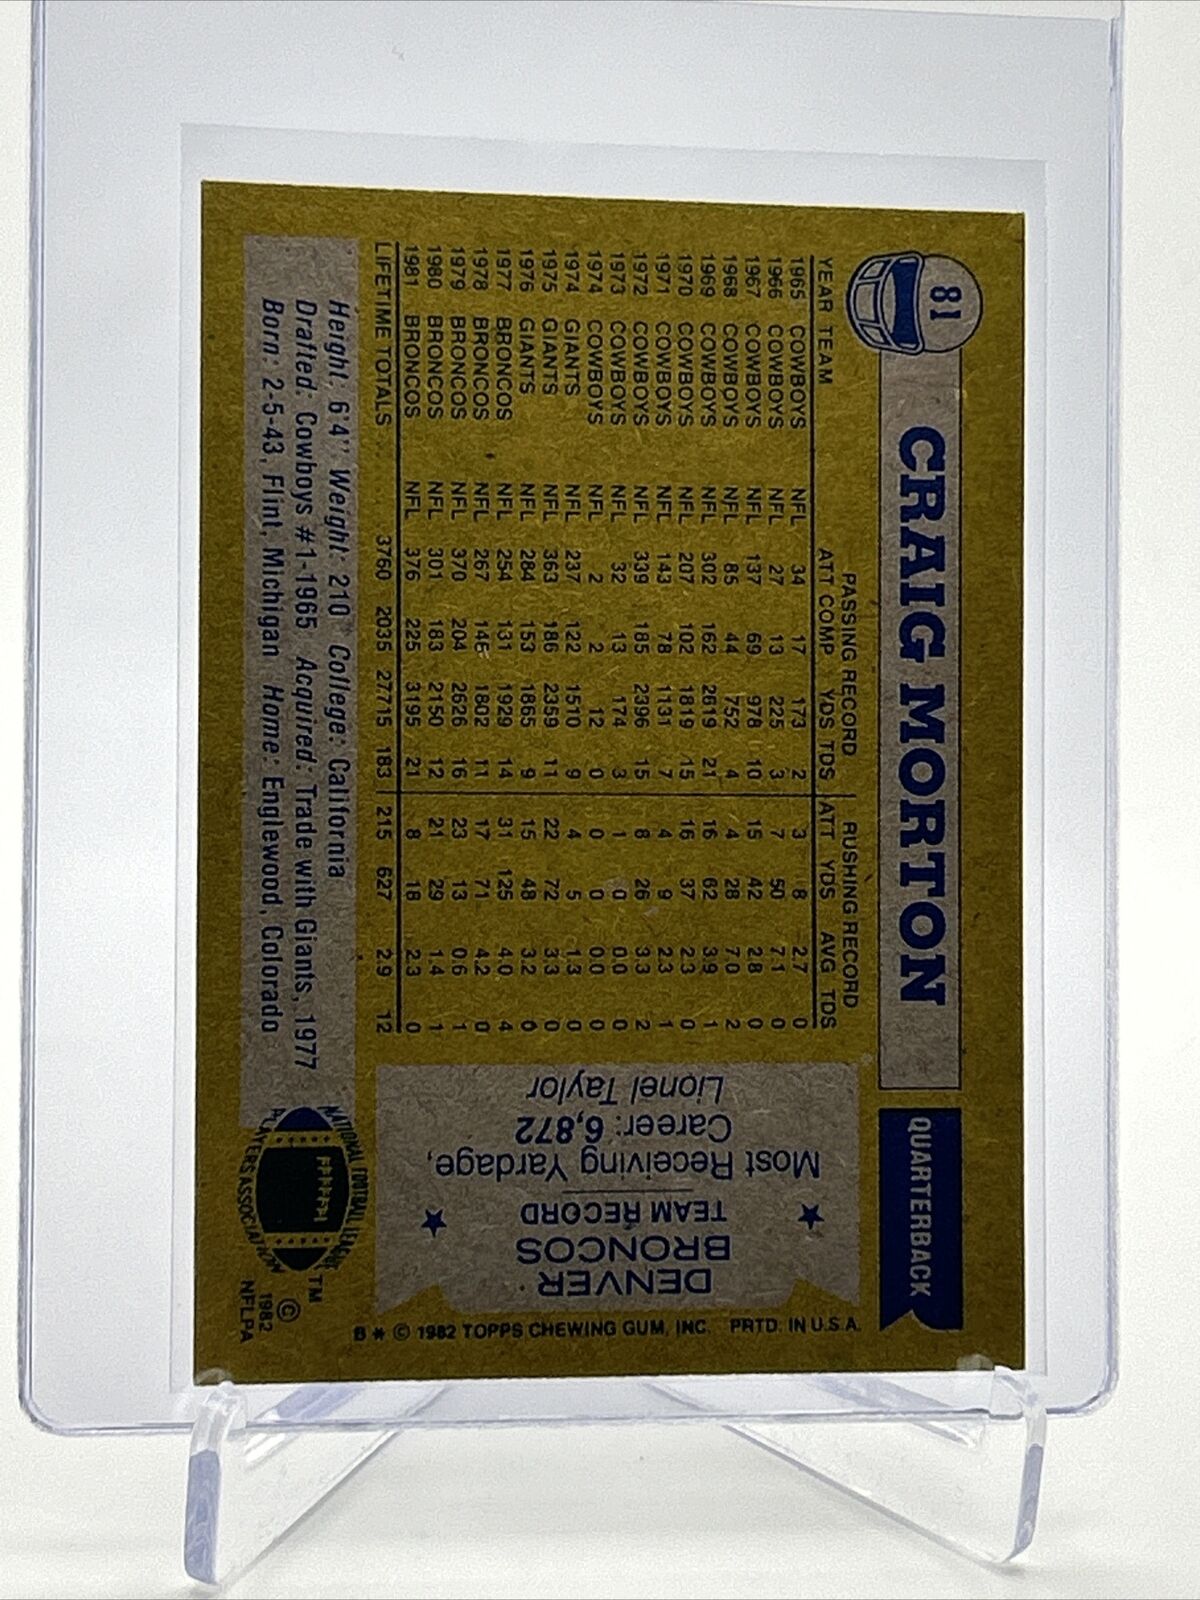 81
CRAIG MORTON
QUARTERBACK
PASSING RECORD RUSHING RECORD
YEAR TEAM ATT COMP YDS TDS ATT YDS AVG TDS
1965 COWBOYS NFL 34 17 173 2 3 8 2.7 0
1966 COWBOYS NFL 27 13 225 3 7 50 7.1 0
1967 COWBOYS NFL 137 69 978 10 15 42 2.8 0
1968 COWBOYS NFL 85 44 752 4 4 28 7.0 2
1969 COWBOYS NFL 302 162 2619 21 16 62 3.9 1
1970 COWBOYS NFL 207 102 1819 15 16 37 2.3 0
1971 COWBOYS NFL 143 78 1131 7 4 9 2.3 1
1972 COWBOYS NFL 339 185 2396 15 8 26 3.3 2
1973 COWBOYS NFL 32 13 174 3 1 0 0.0 0
1974 COWBOYS NFL 2 2 12 0 0 0 0.0 0
1974 GIANTS NFL 237 122 1510 9 4 5 1.3 0
1975 GIANTS NFL 363 186 2359 11 22 72 3.3 0
1976 GIANTS NFL 284 153 1865 9 15 48 3.2 0
1977 BRONCOS NFL 254 131 1929 14 31 125 4.0 4
1978 BRONCOS NFL 267 146 1802 11 17 71 4.2 0
1979 BRONCOS NFL 370 204 2626 16 23 13 0.6 1
1980 BRONCOS NFL 301 183 2150 12 21 29 1.4 1
1981 BRONCOS NFL 376 225 3195 21 8 18 2.3 0
LIFETIME TOTALS 3760 2035 27715 183 215 627 2.9 12
Height: 6'4" Weight: 210 College: California
Drafted: Cowboys #1-1965 Acquired: Trade with Giants, 1977
Born: 2-5-43, Flint, Michigan Home: Englewood, Colorado
DENVER
BRONCOS
TEAM RECORD
Most Receiving Yardage,
Career: 6,872
Lionel Taylor
NATIONAL FOOTBALL LEAGUE
PLAYERS ASSOCIATION
TM
©
1982
NFLPA
B * © 1982 TOPPS CHEWING GUM, INC. PRTD. IN U.S.A.